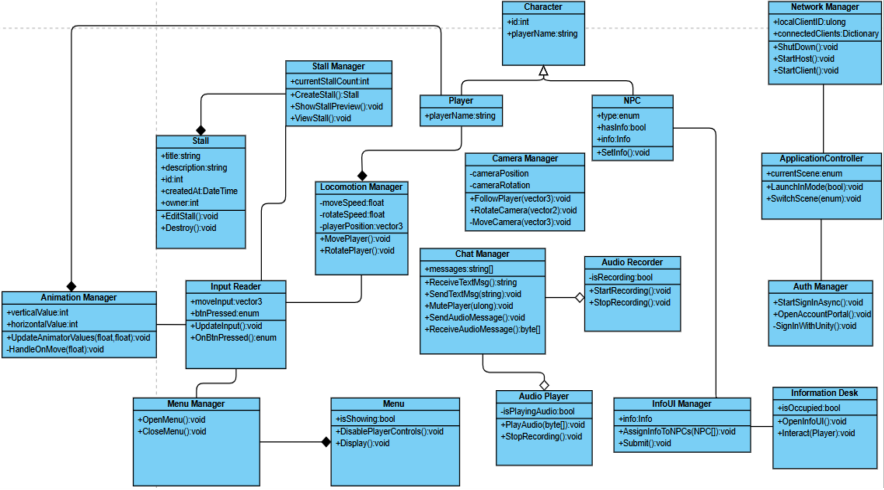 Character
+id:int
+playerName:string
Network Manager
+localClientID:ulong
+connectedClients:Dictionary
+ShutDown():void
+StartHost():void
+StartClient():void
Stall Manager
+currentStallCount:int
+CreateStall():Stall
+ShowStallPreview():void
+ViewStall():void
Player
+playerName:string
NPC
+type:enum
+hasInfo:bool
+info:Info
+SetInfo():void
Stall
+title:string
+description:string
+id:int
+createdAt:DateTime
+owner:int
+EditStall():void
+Destroy():void
Locomotion Manager
-moveSpeed:float
-rotateSpeed:float
-playerPosition:vector3
+MovePlayer():void
+RotatePlayer():void
Camera Manager
-cameraPosition
-cameraRotation
+FollowPlayer(vector3):void
+RotateCamera(vector2):void
-MoveCamera(vector3):void
ApplicationController
+currentScene:enum
+LaunchInMode(bool):void
+SwitchScene(enum):void
Chat Manager
+messages:string[]
+ReceiveTextMsg():string
+SendTextMsg(string):void
+MutePlayer(ulong):void
+SendAudioMessage():void
+ReceiveAudioMessage():byte[]
Audio Recorder
-isRecording:bool
+StartRecording():void
+StopRecording():void
Animation Manager
+verticalValue:int
+horizontalValue:int
+UpdateAnimatorValues(float,float):void
-HandleOnMove(float):void
Input Reader
+moveInput:vector3
+btnPressed:enum
+UpdateInput():void
+OnBtnPressed():enum
Auth Manager
+StartSignInAsync():void
+OpenAccountPortal():void
-SignInWithUnity():void
Menu Manager
+OpenMenu():void
+CloseMenu():void
Menu
+isShowing:bool
+DisablePlayerControls():void
+Display():void
Audio Player
-isPlayingAudio:bool
+PlayAudio(byte[]):void
+StopRecording():void
InfoUI Manager
+info:Info
+AssignInfoToNPCs(NPC[]):void
+Submit():void
Information Desk
+isOccupied:bool
+OpenInfoUI():void
+Interact(Player):void